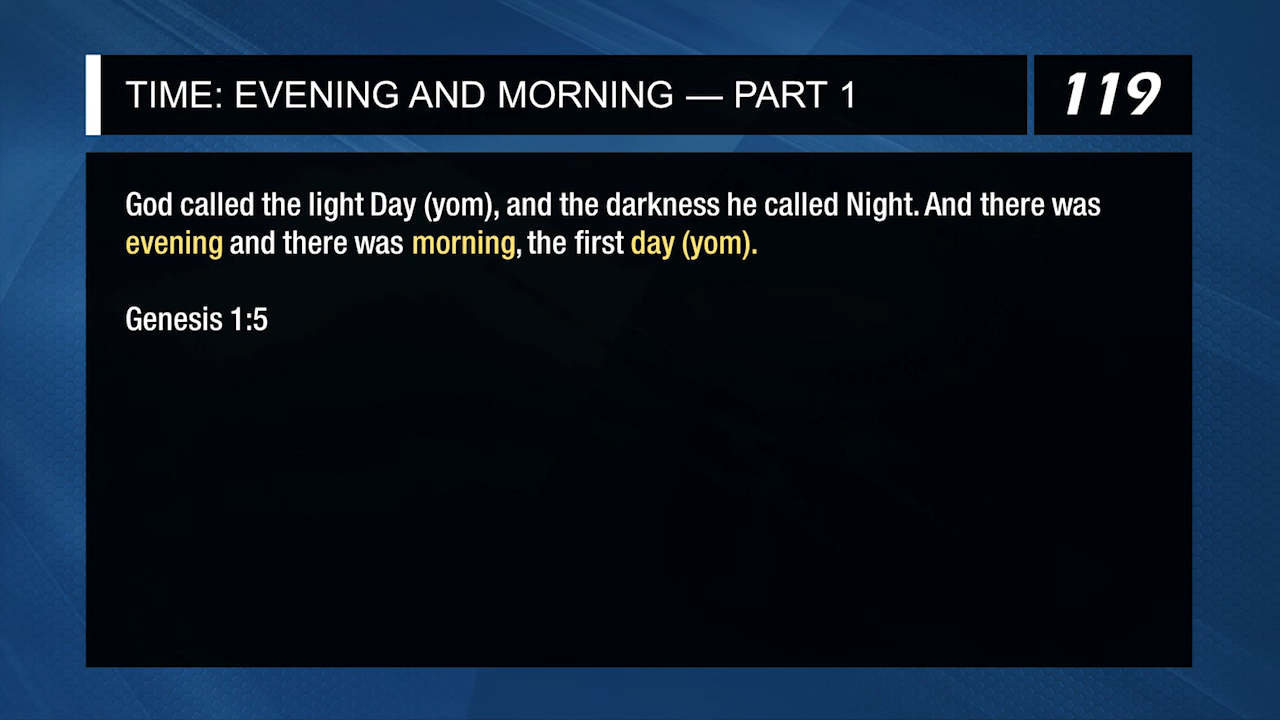 TIME: EVENING AND MORNING — PART 1
119
God called the light Day (yom), and the darkness he called Night. And there was
evening and there was morning, the first day (yom).
Genesis 1:5